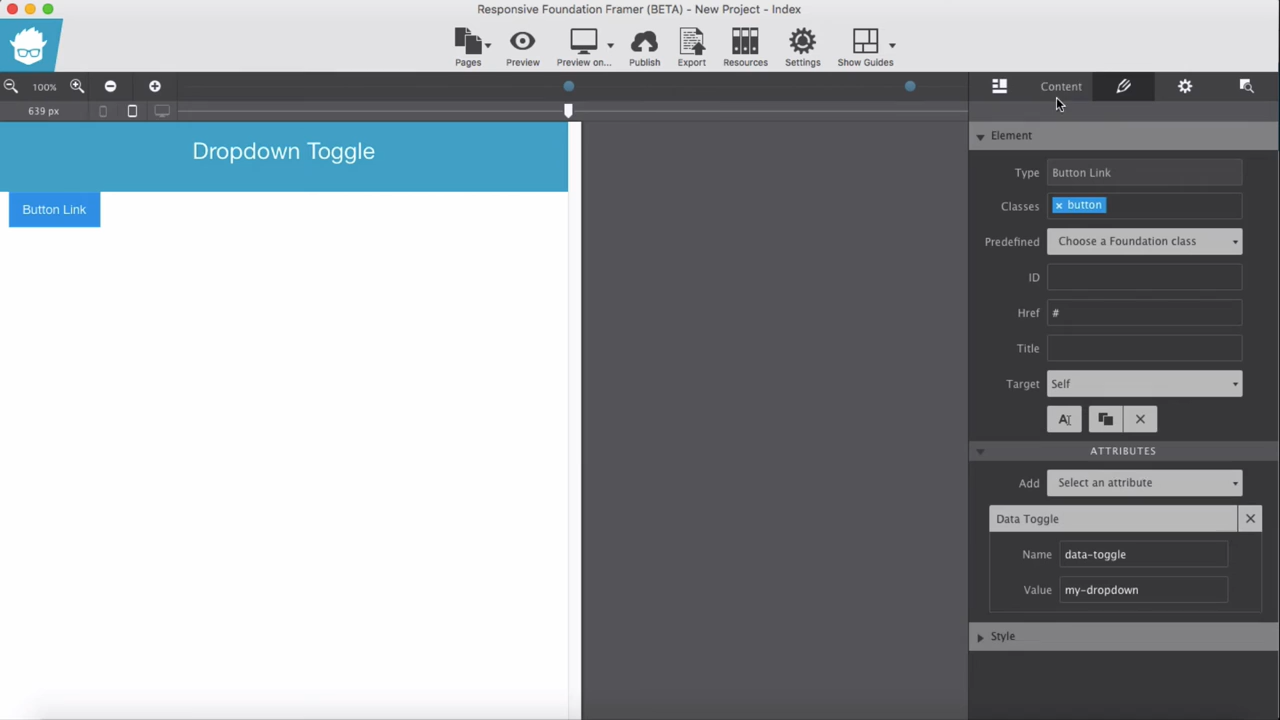 Responsive Foundation Framer (BETA) - New Project - Index
Pages
Preview
Preview on...
Publish
Export
Resources
Settings
Show Guides
100%
Content
639 px
Dropdown Toggle
Button Link
Element
Type Button Link
Classes × button
Predefined Choose a Foundation class
ID
Href #
Title
Target Self
ATTRIBUTES
Add Select an attribute
Data Toggle
Name data-toggle
Value my-dropdown
Style